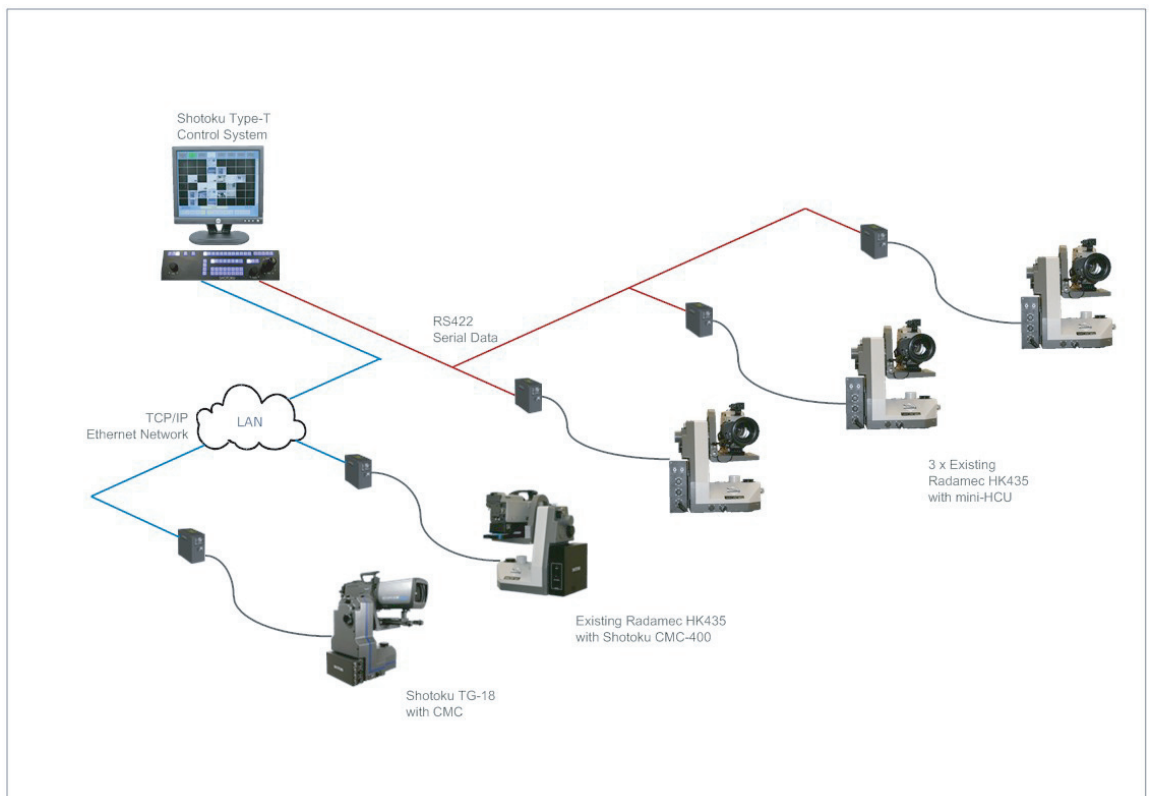 Shotoku Type-T
Control System
RS422
Serial Data
TCP/IP
Ethernet Network
LAN
3 x Existing
Radamec HK435
with mini-HCU
Existing Radamec HK435
with Shotoku CMC-400
Shotoku TG-18
with CMC